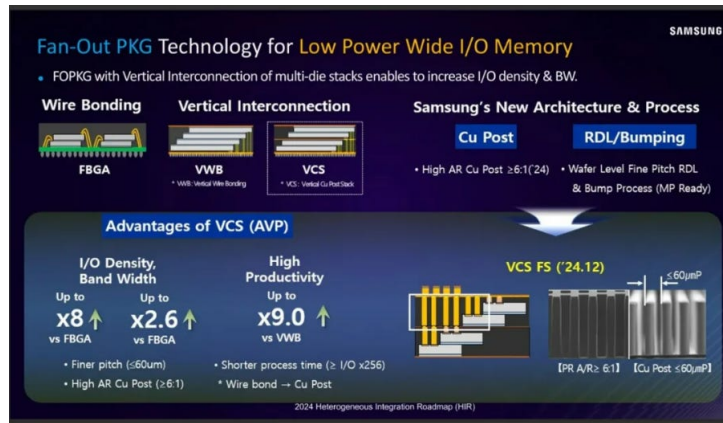 SAMSUNG
Fan-Out PKG Technology for Low Power Wide I/O Memory
• FOPKG with Vertical Interconnection of multi-die stacks enables to increase I/O density & BW.
Wire Bonding
Vertical Interconnection
Samsung's New Architecture & Process
FBGA
VWB
* VWB : Vertical Wire Bonding
VCS
* VCS : Vertical Cu Post Stack
Cu Post
• High AR Cu Post ≥6:1('24)
RDL/Bumping
• Wafer Level Fine Pitch RDL
& Bump Process (MP Ready)
Advantages of VCS (AVP)
I/O Density,
Band Width
Up to
x8
vs FBGA
Up to
x2.6
vs FBGA
• Finer pitch (≤60um)
• High AR Cu Post (≥6:1)
High
Productivity
Up to
x9.0
vs VWB
• Shorter process time (≥ I/O x256)
* Wire bond → Cu Post
VCS FS ('24.12)
≤60μmP
[PR A/R≥ 6:1]
[Cu Post ≤60μmP]
2024 Heterogeneous Integration Roadmap (HIR)